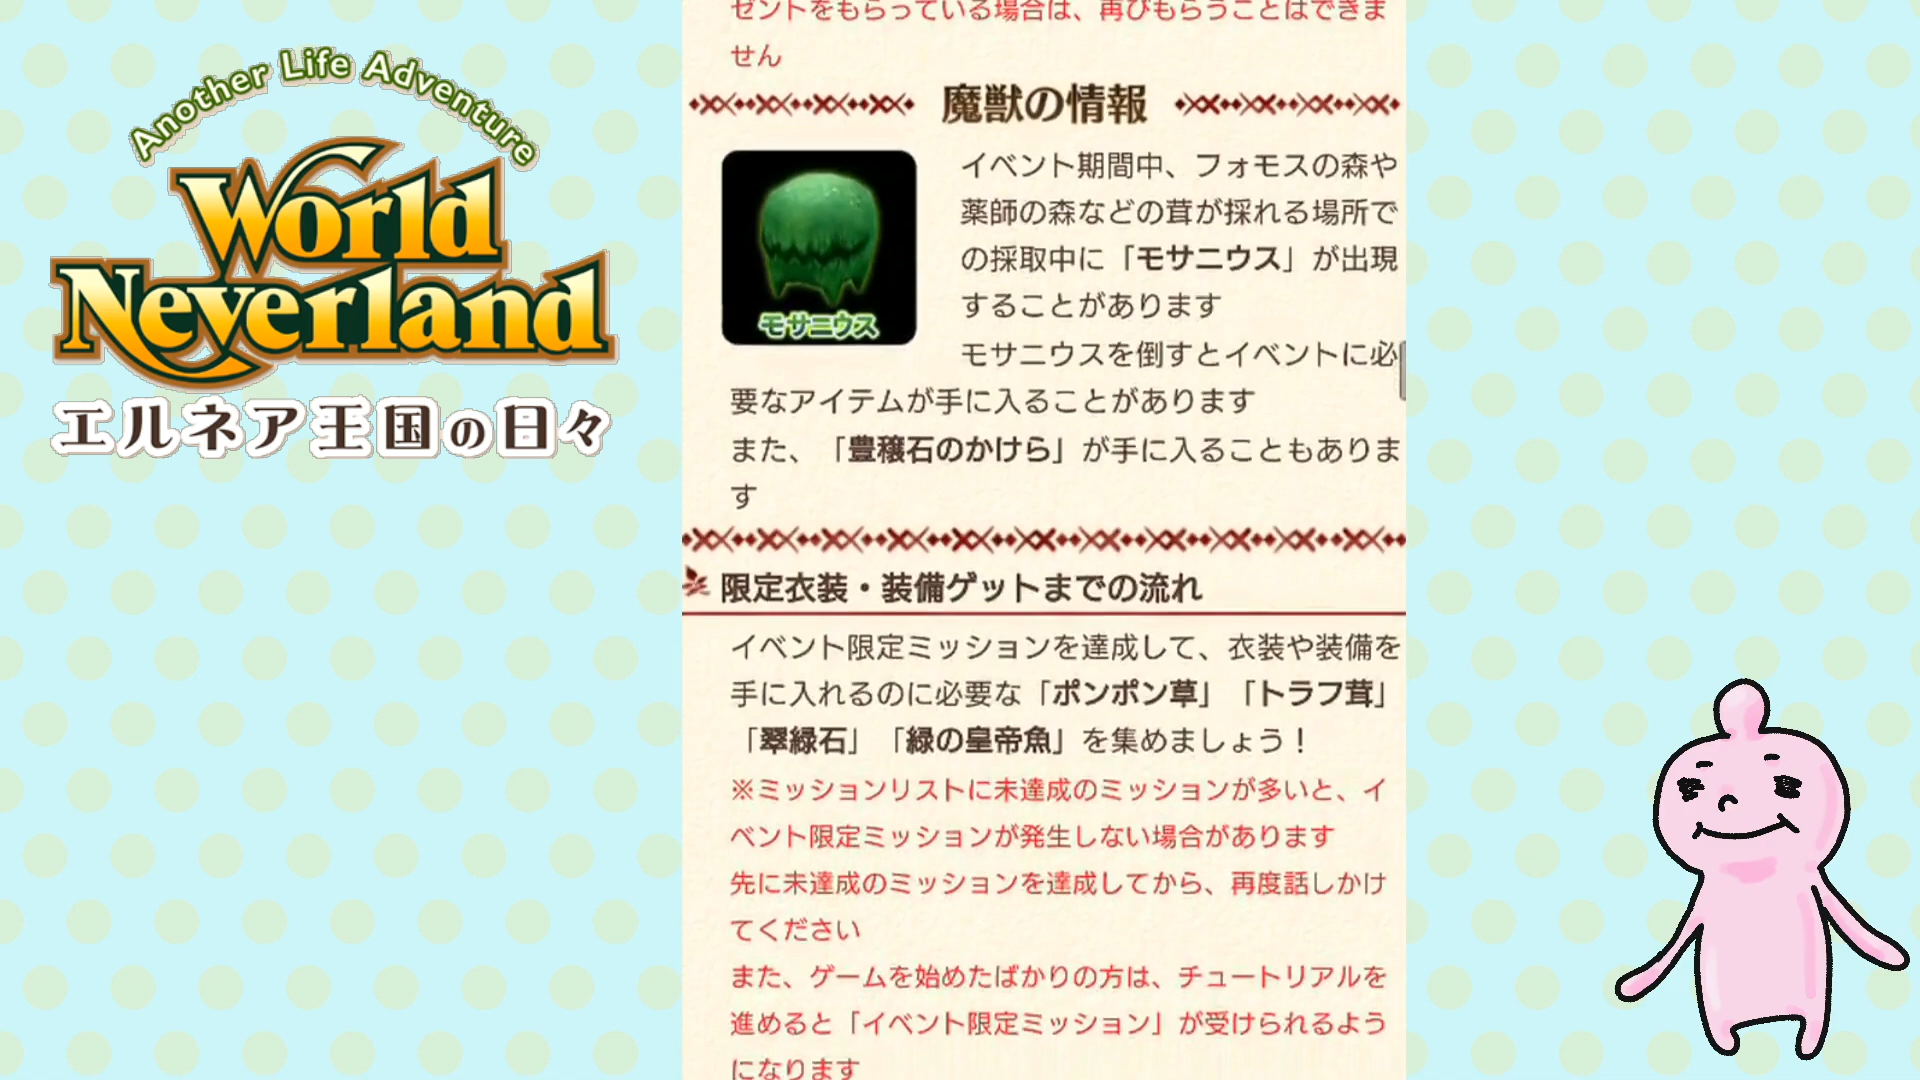 Another Life Adventure
World
Neverland
エルネア王国の日々
ゼントをもらっている場合は、再びもらうことはできま
せん
魔獣の情報
モサニウス
イベント期間中、フォモスの森や
薬師の森などの茸が採れる場所で
の採取中に「モサニウス」が出現
することがあります
モサニウスを倒すとイベントに必
要なアイテムが手に入ることがあります
また、「豊穣石のかけら」が手に入ることもありま
す
限定衣装・装備ゲットまでの流れ
イベント限定ミッションを達成して、衣装や装備を
手に入れるのに必要な「ポンポン草」「トラフ茸」
「翠緑石」「緑の皇帝魚」を集めましょう！
※ミッションリストに未達成のミッションが多いと、イ
ベント限定ミッションが発生しない場合があります
先に未達成のミッションを達成してから、再度話しかけ
てください
また、ゲームを始めたばかりの方は、チュートリアルを
進めると「イベント限定ミッション」が受けられるよう
になります